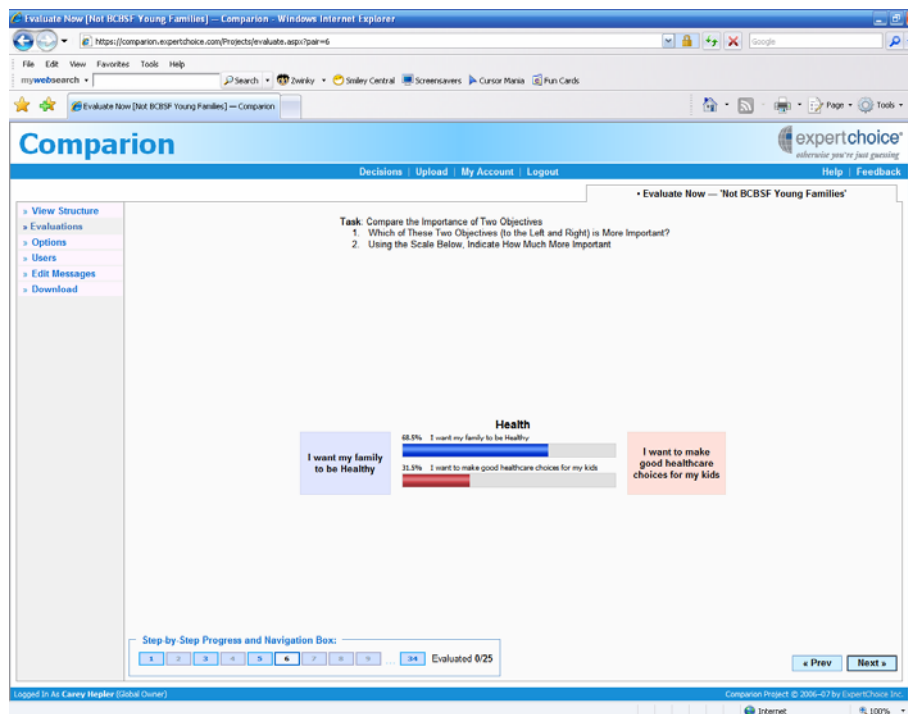 Evaluate Now [Not BCBSF Young Families] — Comparion - Windows Internet Explorer
https://comparion.expertchoice.com/Projects/evaluate.aspx?pair=6
Google
File Edit View Favorites Tools Help
mywebsearch Search Zwinky Smiley Central Screensavers Cursor Mania Fun Cards
Evaluate Now [Not BCBSF Young Families] — Comparion
Page Tools
Comparion
expertchoice
otherwise you're just guessing
Decisions | Upload | My Account | Logout
Help | Feedback
• Evaluate Now — 'Not BCBSF Young Families'
» View Structure
» Evaluations
» Options
» Users
» Edit Messages
» Download
Task: Compare the Importance of Two Objectives
1. Which of These Two Objectives (to the Left and Right) is More Important?
2. Using the Scale Below, Indicate How Much More Important
Health
I want my family
to be Healthy
68.5% I want my family to be Healthy
31.5% I want to make good healthcare choices for my kids
I want to make
good healthcare
choices for my kids
Step-by-Step Progress and Navigation Box:
1 2 3 4 5 6 7 8 9 ... 34 Evaluated 0/25
« Prev Next »
Logged In As Carey Hepler (Global Owner)
Comparion Project © 2006-07 by ExpertChoice Inc.
Internet 100%